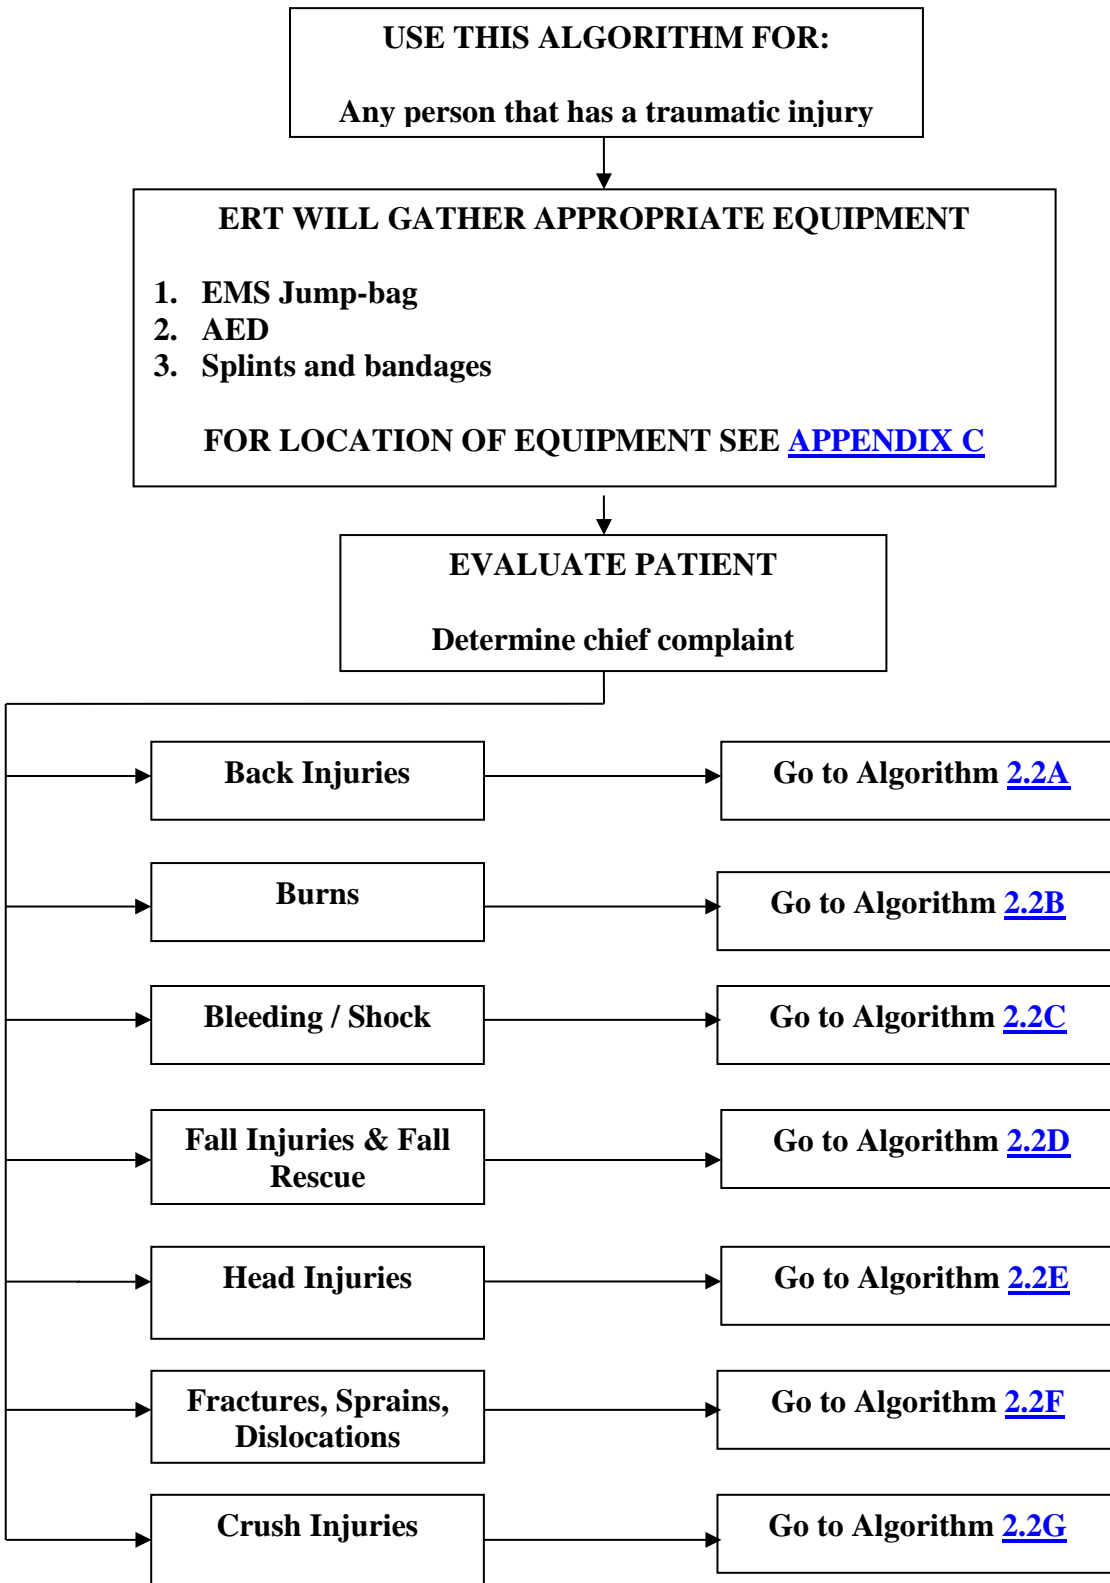 USE THIS ALGORITHM FOR:
Any person that has a traumatic injury
ERT WILL GATHER APPROPRIATE EQUIPMENT
1. EMS Jump-bag
2. AED
3. Splints and bandages
FOR LOCATION OF EQUIPMENT SEE APPENDIX C
EVALUATE PATIENT
Determine chief complaint
Back Injuries
Go to Algorithm 2.2A
Burns
Go to Algorithm 2.2B
Bleeding / Shock
Go to Algorithm 2.2C
Fall Injuries & Fall
Rescue
Go to Algorithm 2.2D
Head Injuries
Go to Algorithm 2.2E
Fractures, Sprains,
Dislocations
Go to Algorithm 2.2F
Crush Injuries
Go to Algorithm 2.2G